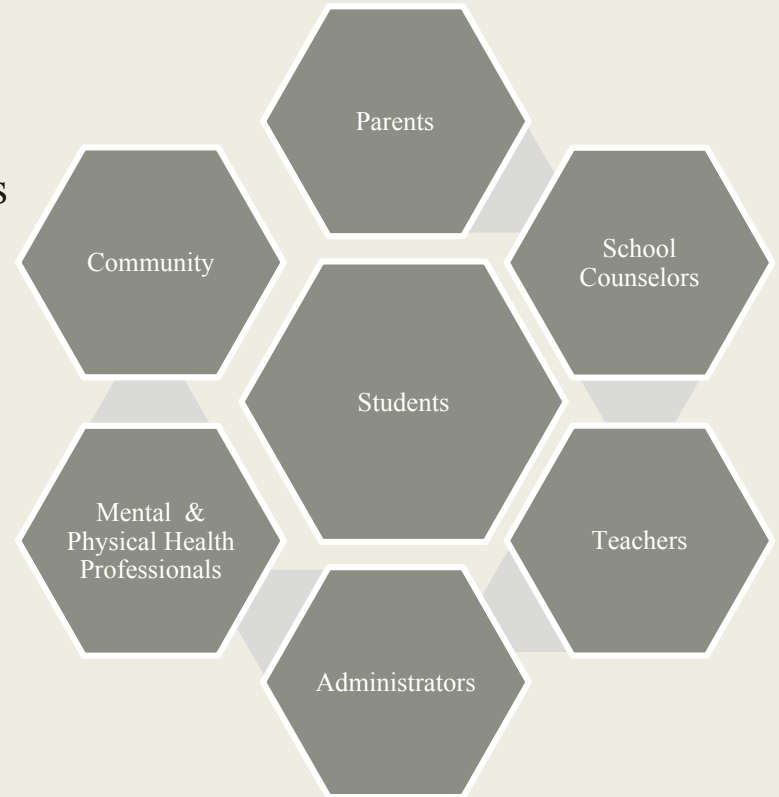 Parents
School
Counselors
Community
Students
Mental & 
Physical Health
Professionals
Teachers
Administrators